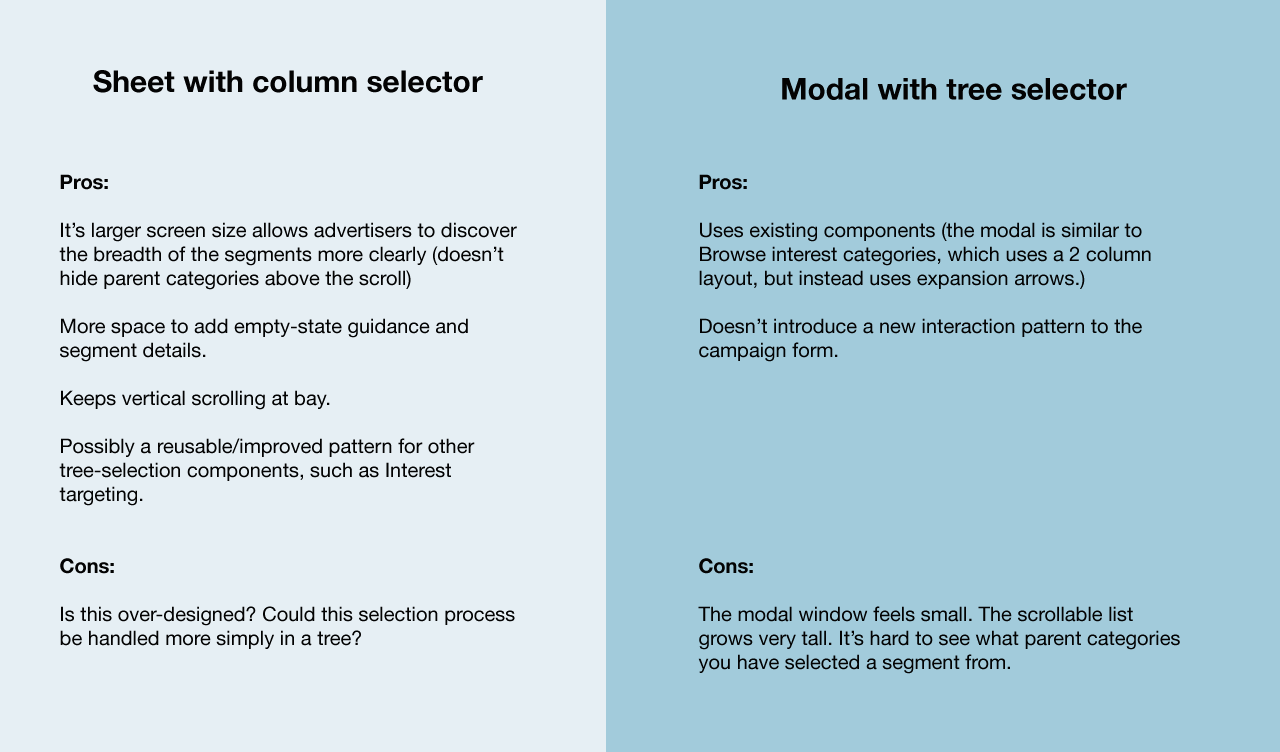 Sheet with column selector
Pros:
It’s larger screen size allows advertisers to discover
the breadth of the segments more clearly (doesn’t
hide parent categories above the scroll)
More space to add empty-state guidance and
segment details.
Keeps vertical scrolling at bay.
Possibly a reusable/improved pattern for other
tree-selection components, such as Interest
targeting.
Cons:
Is this over-designed? Could this selection process
be handled more simply in a tree?
Modal with tree selector
Pros:
Uses existing components (the modal is similar to
Browse interest categories, which uses a 2 column
layout, but instead uses expansion arrows.)
Doesn’t introduce a new interaction pattern to the
campaign form.
Cons:
The modal window feels small. The scrollable list
grows very tall. It’s hard to see what parent categories
you have selected a segment from.